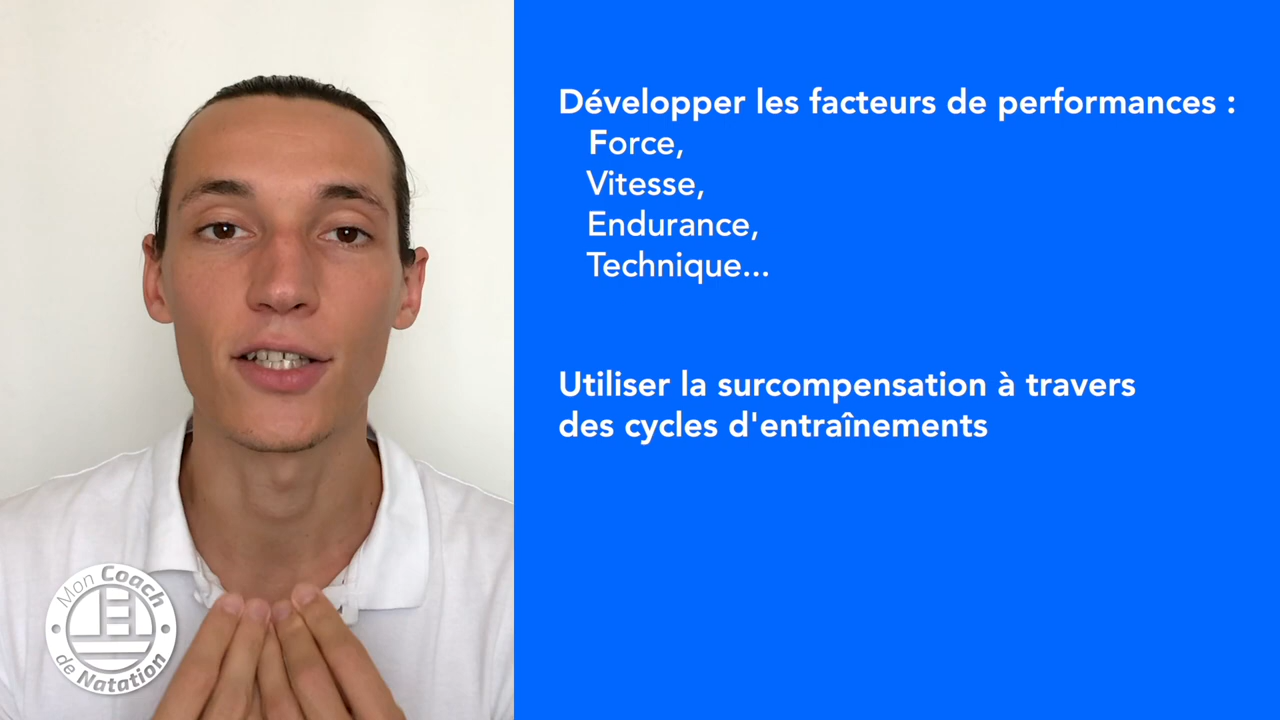 Développer les facteurs de performances :
Force,
Vitesse,
Endurance,
Technique...
Utiliser la surcompensation à travers
des cycles d'entraînements
Mon Coach
de Natation